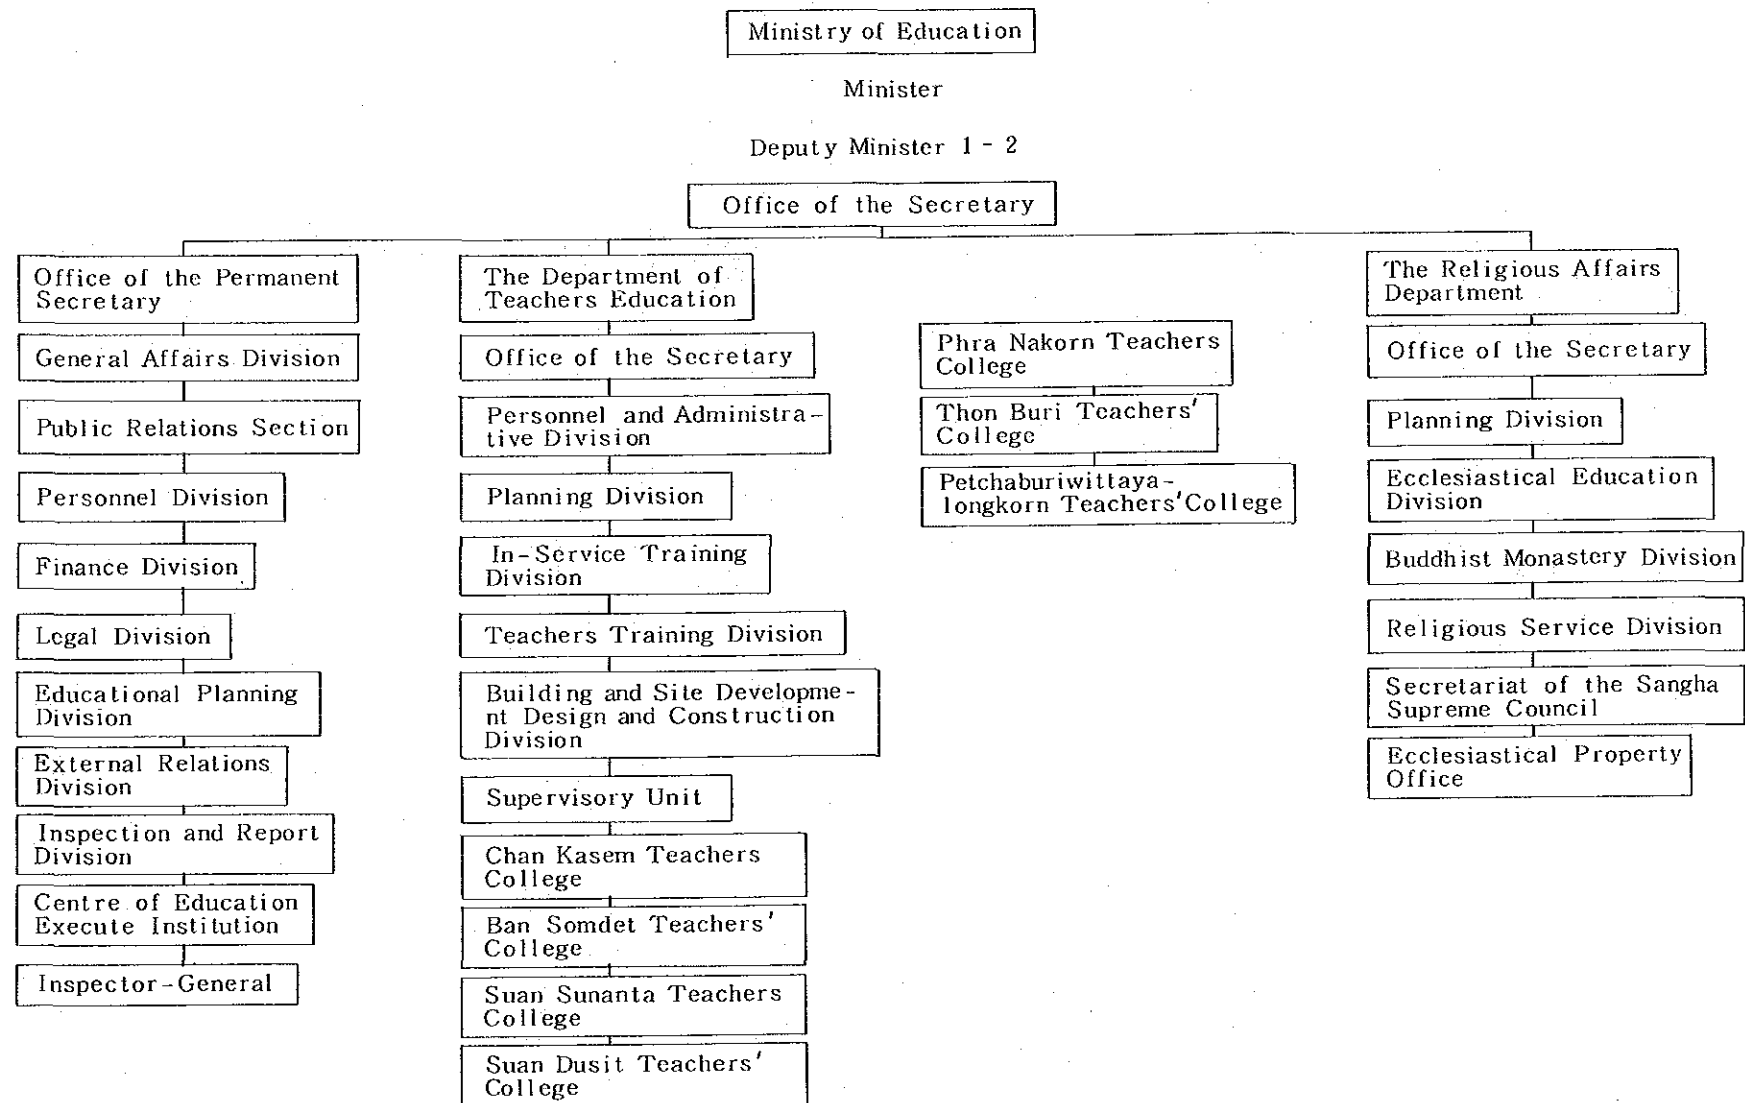 Ministry of Education
Minister
Deputy Minister 1 - 2
Office of the Secretary
Office of the Permanent
Secretary
General Affairs Division
Public Relations Section
Personnel Division
Finance Division
Legal Division
Educational Planning
Division
External Relations
Division
Inspection and Report
Division
Centre of Education
Execute Institution
Inspector-General
The Department of
Teachers Education
Office of the Secretary
Personnel and Administra-
tive Division
Planning Division
In-Service Training
Division
Teachers Training Division
Building and Site Developme-
nt Design and Construction
Division
Supervisory Unit
Chan Kasem Teachers
College
Ban Somdet Teachers'
College
Suan Sunanta Teachers
College
Suan Dusit Teachers'
College
Phra Nakorn Teachers
College
Thon Buri Teachers'
College
Petchaburiwittaya-
longkorn Teachers'College
The Religious Affairs
Department
Office of the Secretary
Planning Division
Ecclesiastical Education
Division
Buddhist Monastery Division
Religious Service Division
Secretariat of the Sangha
Supreme Council
Ecclesiastical Property
Office